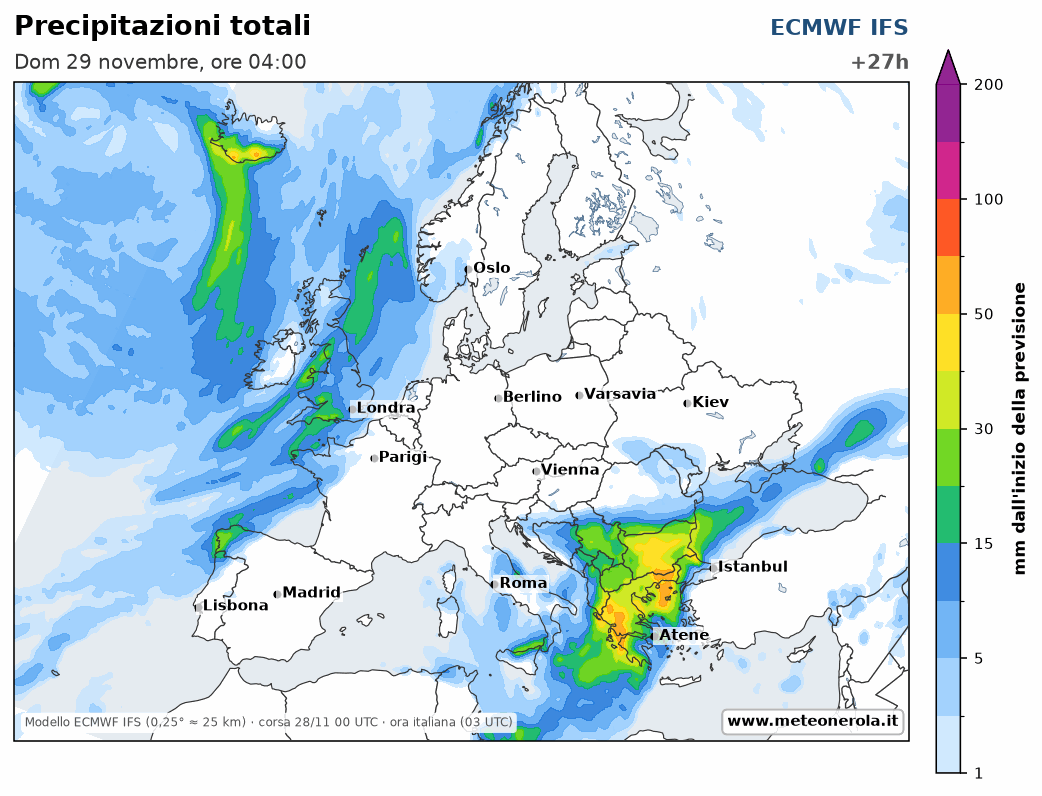 Precipitazioni totali
ECMWF IFS
Dom 29 novembre, ore 04:00
+27h
200
100
50
30
15
5
1
mm dall'inizio della previsione
Oslo
Berlino
Varsavia
Kiev
Londra
Parigi
Vienna
Istanbul
Roma
Madrid
Lisbona
Atene
Modello ECMWF IFS (0,25° ≈ 25 km) · corsa 28/11 00 UTC · ora italiana (03 UTC)
www.meteonerola.it